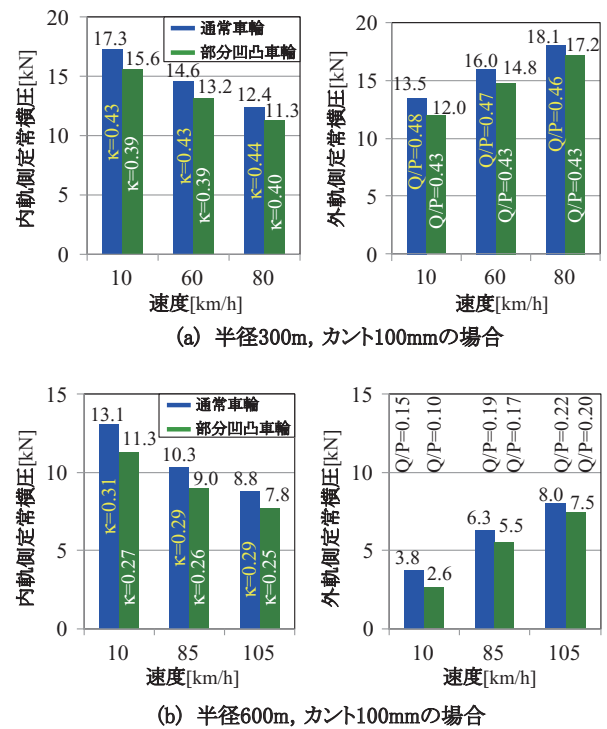 20
15
10
5
0
内軌側定常横圧[kN]
通常車輪
部分凹凸車輪
17.3
15.6
14.6
13.2
12.4
11.3
κ=0.43
κ=0.39
κ=0.43
κ=0.39
κ=0.44
κ=0.40
10
60
80
速度[km/h]
20
15
10
5
0
外軌側定常横圧[kN]
13.5
12.0
16.0
14.8
18.1
17.2
Q/P=0.48
Q/P=0.43
Q/P=0.47
Q/P=0.43
Q/P=0.46
Q/P=0.43
10
60
80
速度[km/h]
(a) 半径300m, カント100mmの場合
15
10
5
0
内軌側定常横圧[kN]
通常車輪
部分凹凸車輪
13.1
11.3
10.3
9.0
8.8
7.8
κ=0.31
κ=0.27
κ=0.29
κ=0.26
κ=0.29
κ=0.25
10
85
105
速度[km/h]
15
10
5
0
外軌側定常横圧[kN]
Q/P=0.15
Q/P=0.10
Q/P=0.19
Q/P=0.17
Q/P=0.22
Q/P=0.20
3.8
2.6
6.3
5.5
8.0
7.5
10
85
105
速度[km/h]
(b) 半径600m, カント100mmの場合